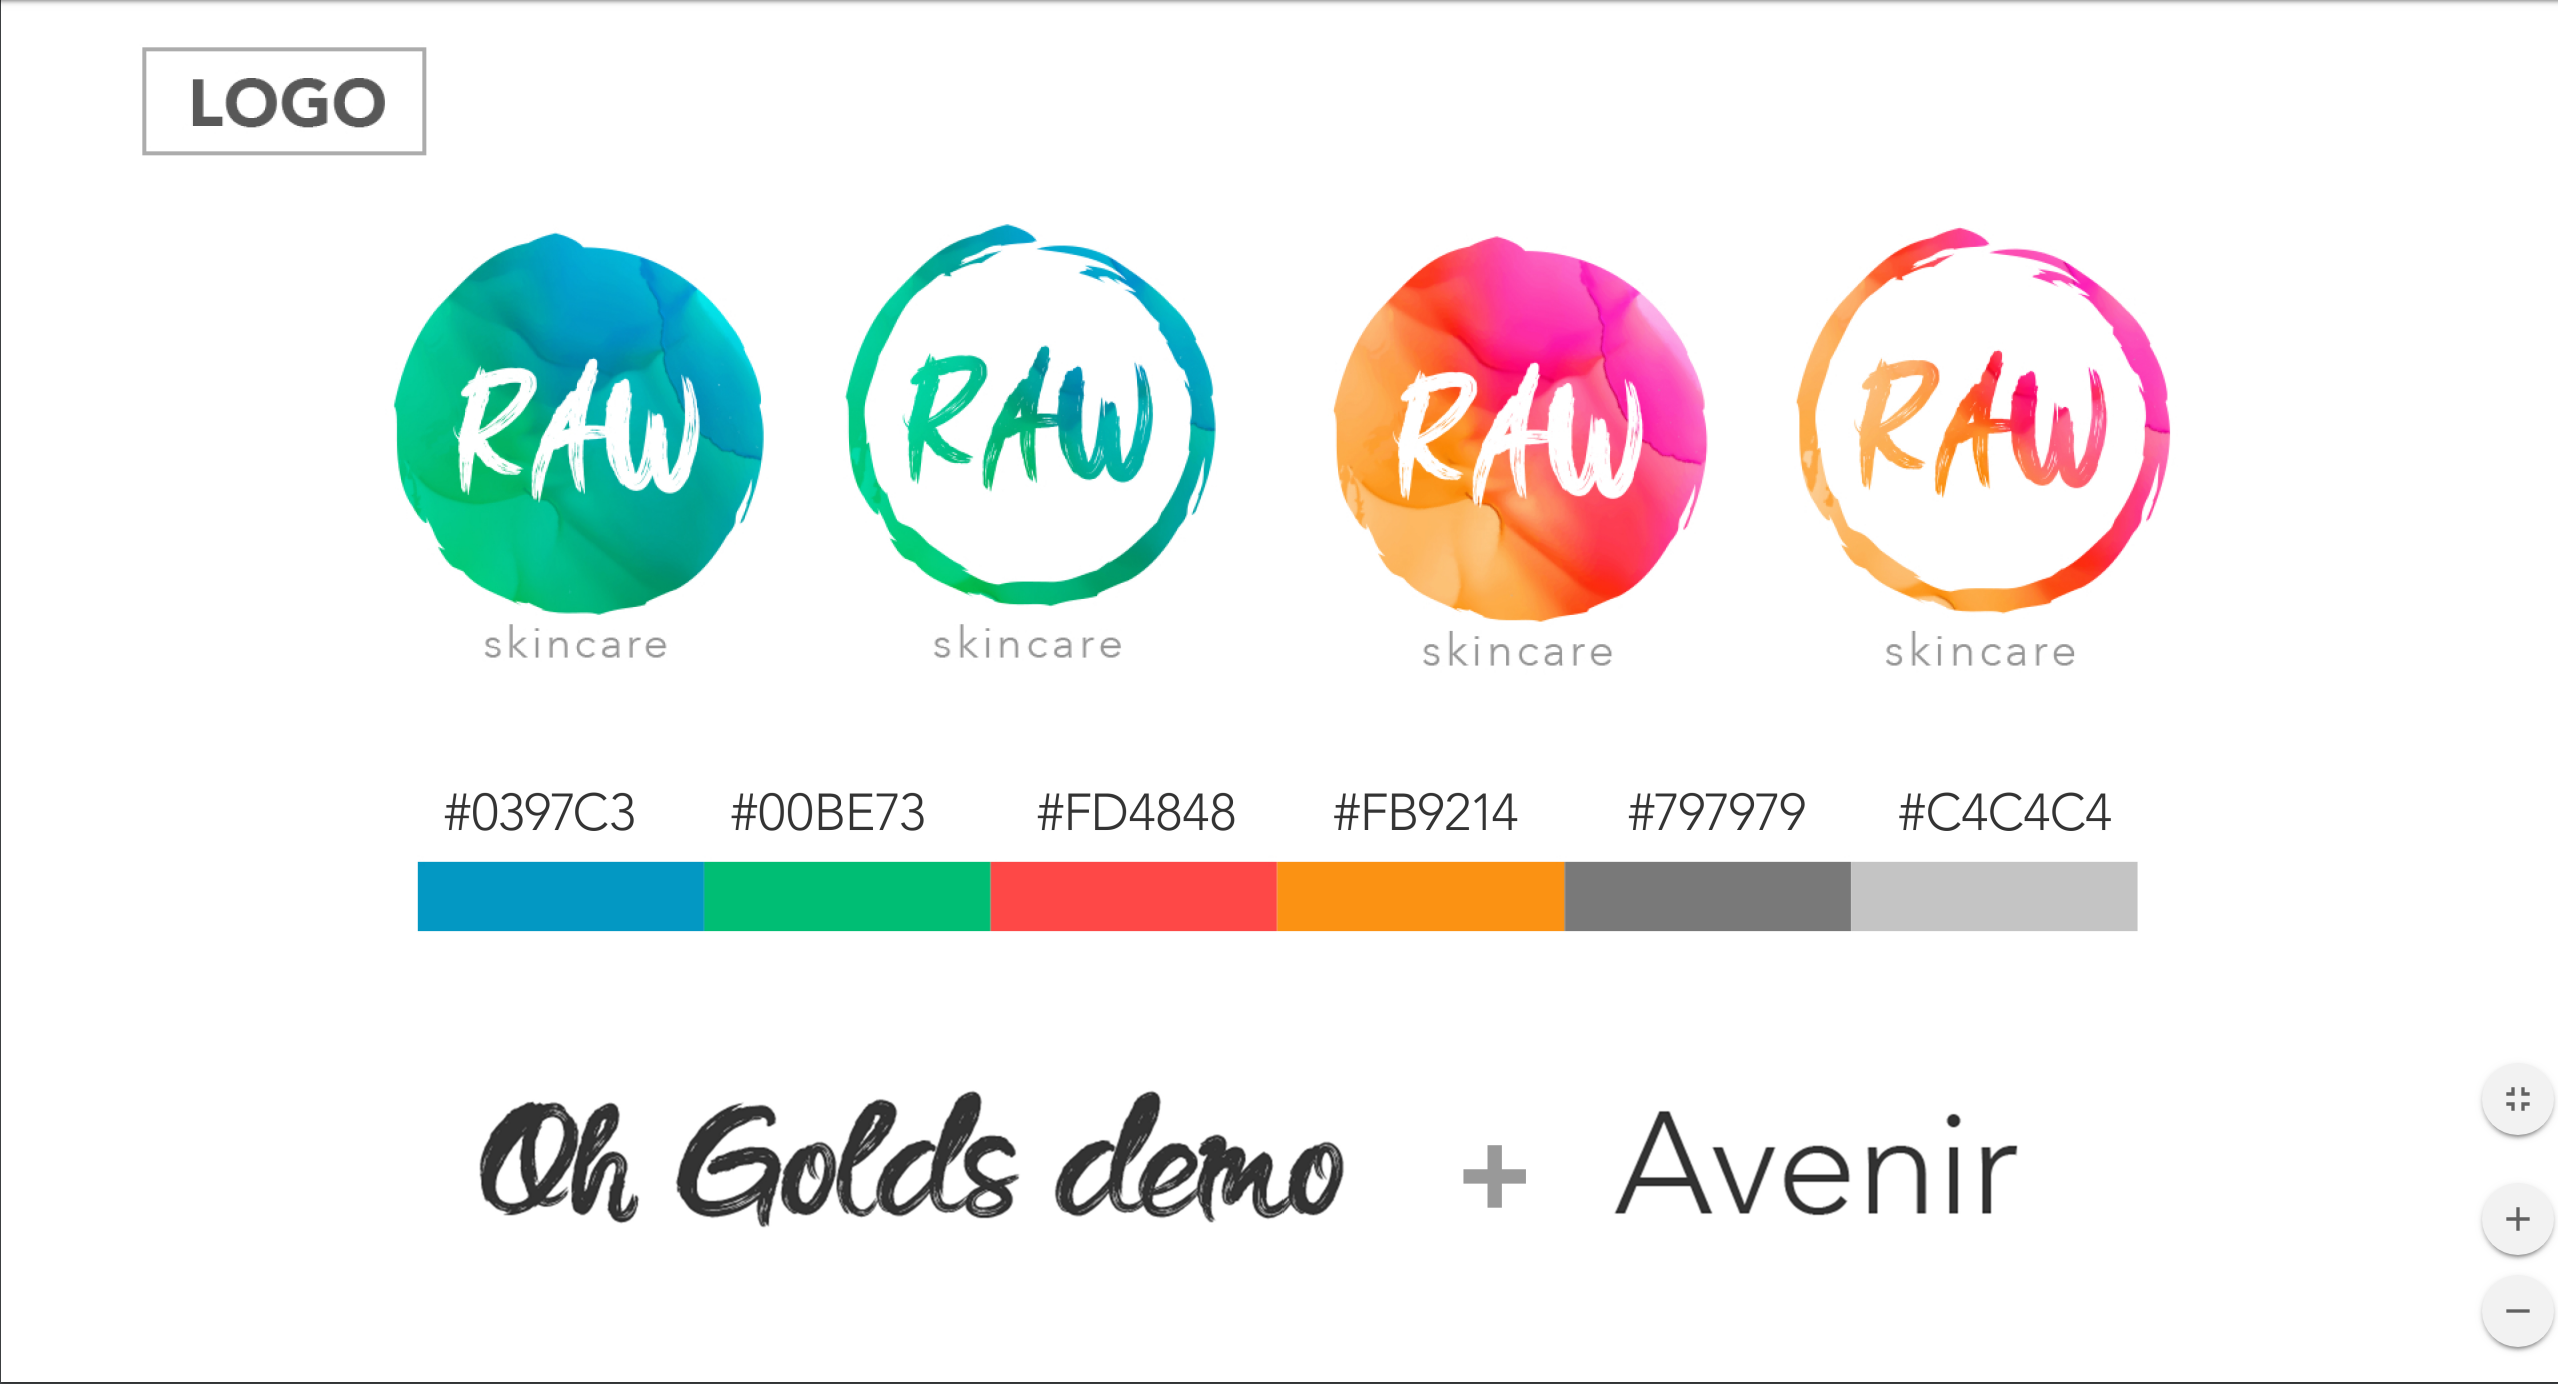 LOGO
RAW RAW RAW RAW
skincare skincare skincare skincare
#0397C3 #00BE73 #FD4848 #FB9214 #797979 #C4C4C4
Oh Golds demo + Avenir